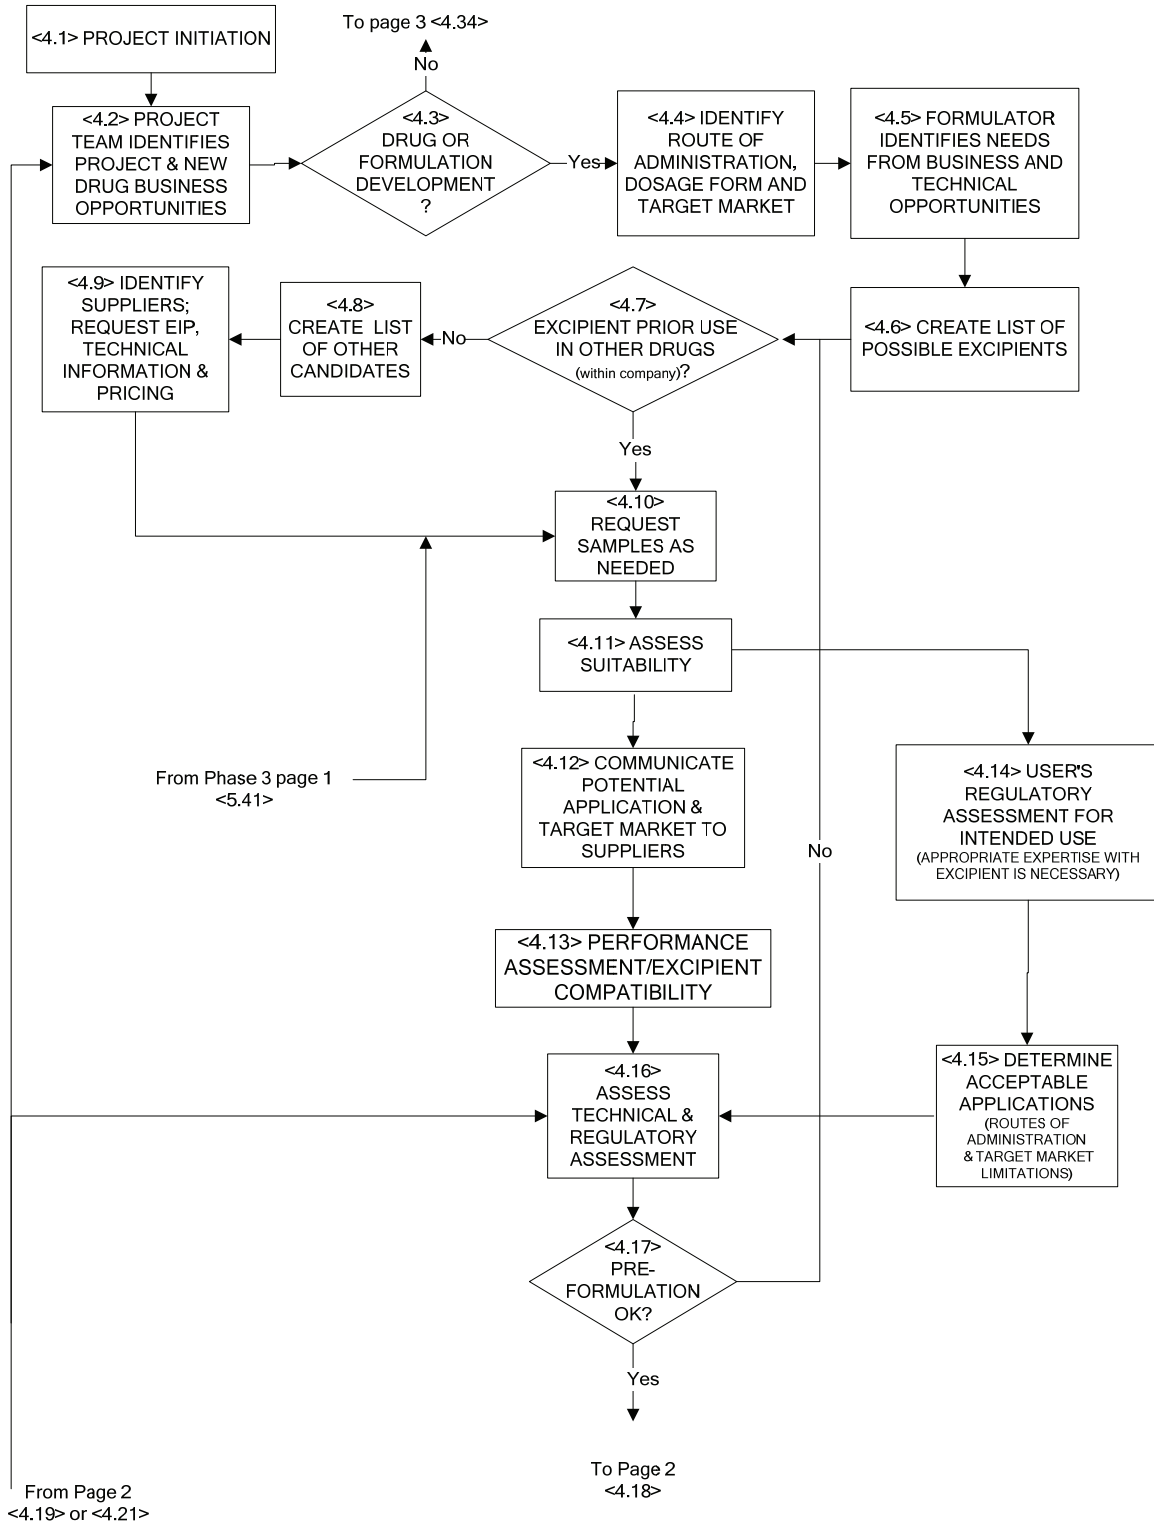 To page 3 <4.34>
<4.1> PROJECT INITIATION
No
<4.2> PROJECT
TEAM IDENTIFIES
PROJECT & NEW
DRUG BUSINESS
OPPORTUNITIES
<4.3>
DRUG OR
FORMULATION
DEVELOPMENT
?
Yes
<4.4> IDENTIFY
ROUTE OF
ADMINISTRATION,
DOSAGE FORM AND
TARGET MARKET
<4.5> FORMULATOR
IDENTIFIES NEEDS
FROM BUSINESS AND
TECHNICAL
OPPORTUNITIES
<4.9> IDENTIFY
SUPPLIERS;
REQUEST EIP,
TECHNICAL
INFORMATION &
PRICING
<4.8>
CREATE LIST
OF OTHER
CANDIDATES
No
<4.7>
EXCIPIENT PRIOR USE
IN OTHER DRUGS
(within company)?
<4.6> CREATE LIST OF
POSSIBLE EXCIPIENTS
Yes
<4.10>
REQUEST
SAMPLES AS
NEEDED
<4.11> ASSESS
SUITABILITY
From Phase 3 page 1
<5.41>
<4.12> COMMUNICATE
POTENTIAL
APPLICATION &
TARGET MARKET TO
SUPPLIERS
No
<4.14> USER'S
REGULATORY
ASSESSMENT FOR
INTENDED USE
(APPROPRIATE EXPERTISE WITH
EXCIPIENT IS NECESSARY)
<4.13> PERFORMANCE
ASSESSMENT/EXCIPIENT
COMPATIBILITY
<4.16>
ASSESS
TECHNICAL &
REGULATORY
ASSESSMENT
<4.15> DETERMINE
ACCEPTABLE
APPLICATIONS
(ROUTES OF
ADMINISTRATION
& TARGET MARKET
LIMITATIONS)
<4.17>
PRE-
FORMULATION
OK?
Yes
To Page 2
<4.18>
From Page 2
<4.19> or <4.21>